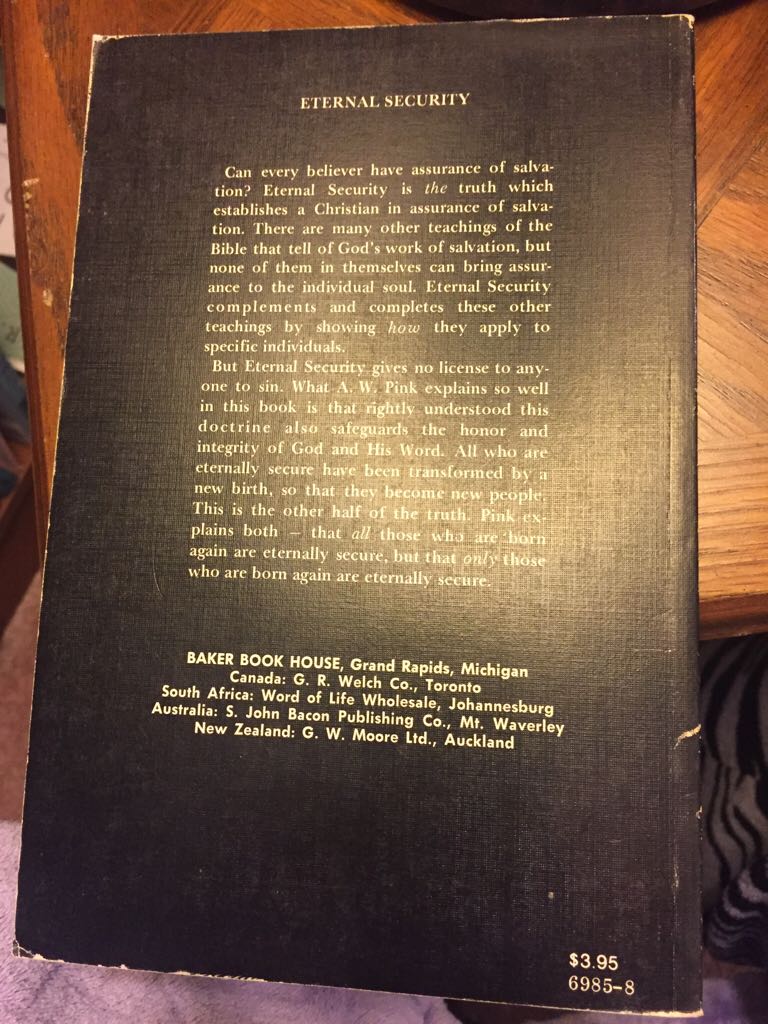 ETERNAL SECURITY
Can every believer have assurance of salva-
tion? Eternal Security is the truth which
establishes a Christian in assurance of salva-
tion. There are many other teachings of the
Bible that tell of God's work of salvation, but
none of them in themselves can bring assur-
ance to the individual soul. Eternal Security
complements and completes these other
teachings by showing how they apply to
specific individuals.
But Eternal Security gives no license to any-
one to sin. What A. W. Pink explains so well
in this book is that rightly understood this
doctrine also safeguards the honor and
integrity of God and His Word. All who are
eternally secure have been transformed by a
new birth, so that they become new people.
This is the other half of the truth. Pink ex-
plains both — that all those who are born
again are eternally secure, but that only those
who are born again are eternally secure.
BAKER BOOK HOUSE, Grand Rapids, Michigan
Canada: G. R. Welch Co., Toronto
South Africa: Word of Life Wholesale, Johannesburg
Australia: S. John Bacon Publishing Co., Mt. Waverley
New Zealand: G. W. Moore Ltd., Auckland
$3.95
6985-8